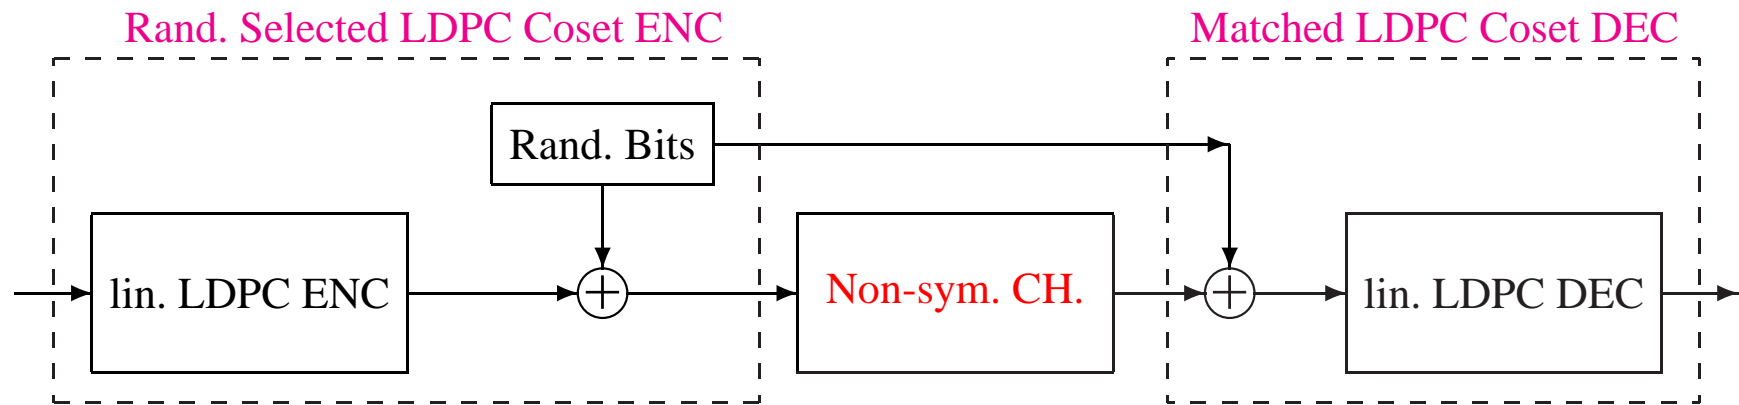 Rand. Selected LDPC Coset ENC
Matched LDPC Coset DEC
Rand. Bits
lin. LDPC ENC
Non-sym. CH.
lin. LDPC DEC